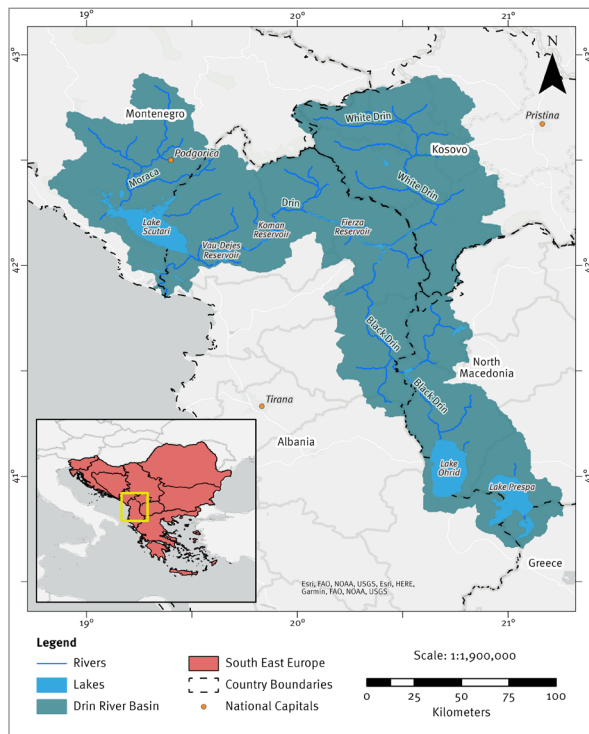 19°
20°
21°
43°
43°
N
White Drin
Pristina
Montenegro
Kosovo
Podgorica
Moraca
White Drin
Drin
Lake
Scutari
Koman
Reservoir
Fierza
Reservoir
Vau-Dejes
Reservoir
42°
42°
Black Drin
North
Macedonia
Black Drin
Tirana
Albania
Lake
Ohrid
Lake Prespa
41°
41°
Greece
Esri, FAO, NOAA, USGS, Esri, HERE,
Garmin, FAO, NOAA, USGS
19°
20°
21°
Legend
Rivers
Lakes
Drin River Basin
South East Europe
Country Boundaries
National Capitals
Scale: 1:1,900,000
0 25 50 75 100
Kilometers